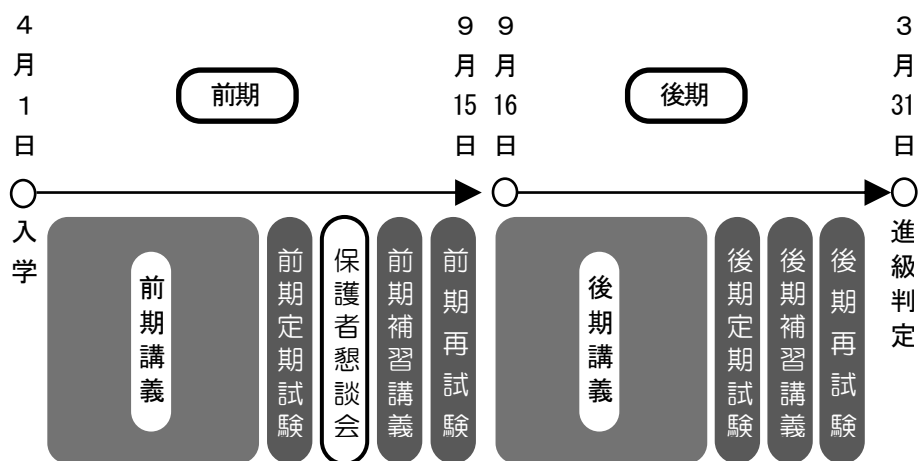 4月1日
9月15日
9月16日
3月31日
前期
後期
入学
前期講義
前期定期試験
保護者懇談会
前期補習講義
前期再試験
後期講義
後期定期試験
後期補習講義
後期再試験
進級判定